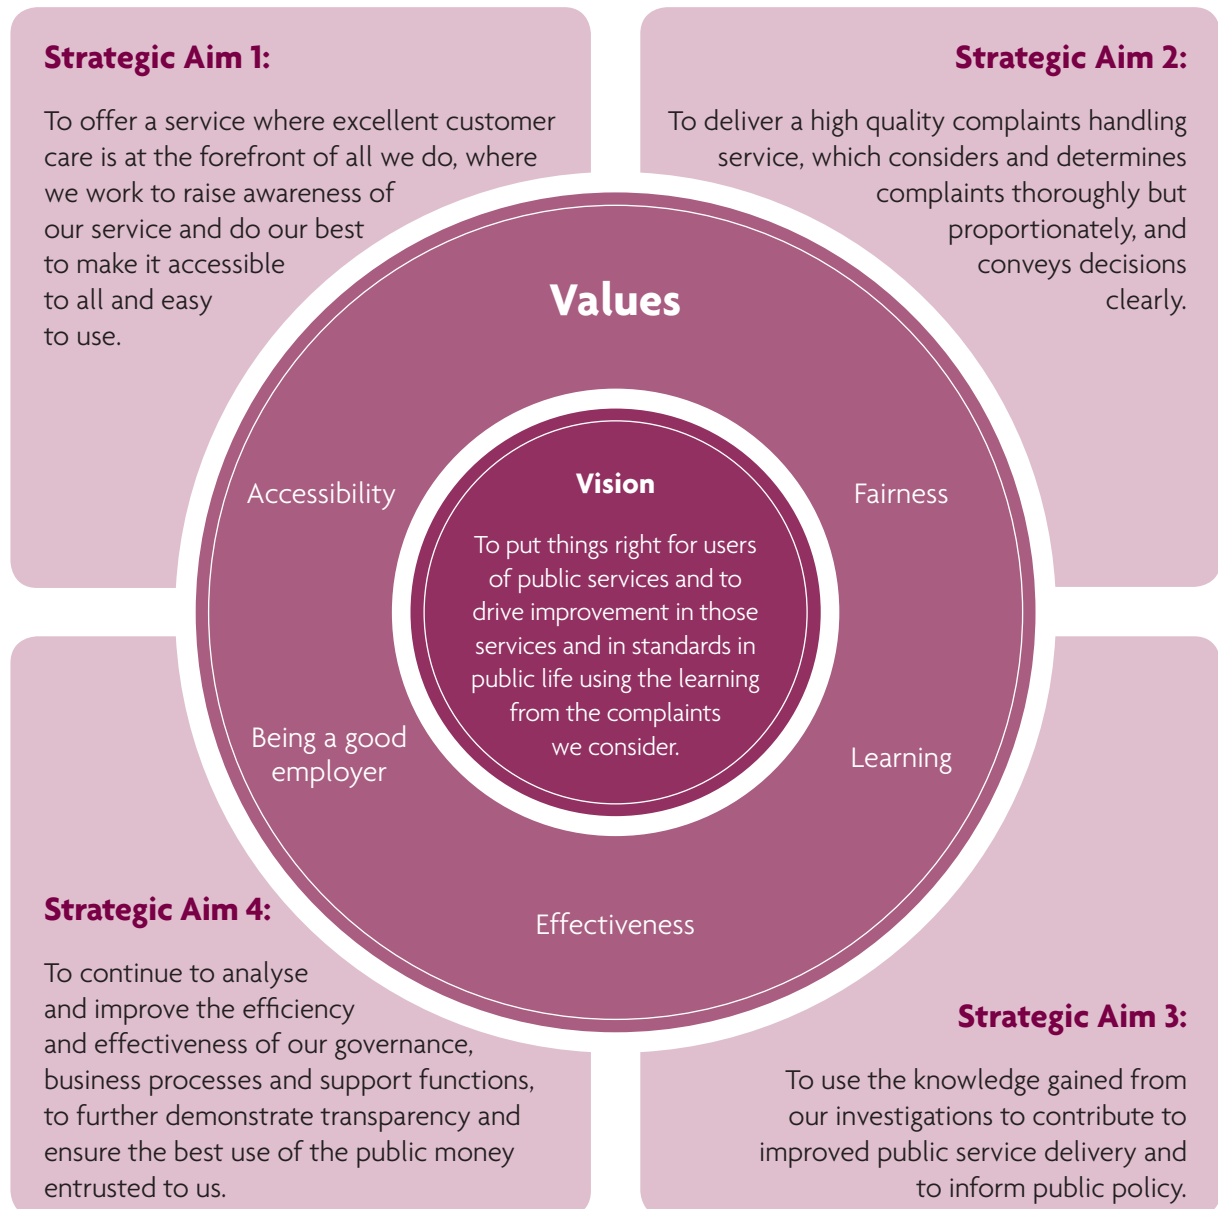 Strategic Aim 1:
To offer a service where excellent customer
care is at the forefront of all we do, where
we work to raise awareness of
our service and do our best
to make it accessible
to all and easy
to use.
Strategic Aim 2:
To deliver a high quality complaints handling
service, which considers and determines
complaints thoroughly but
proportionately, and
conveys decisions
clearly.
Values
Accessibility
Fairness
Vision
To put things right for users
of public services and to
drive improvement in those
services and in standards in
public life using the learning
from the complaints
we consider.
Being a good
employer
Learning
Effectiveness
Strategic Aim 4:
To continue to analyse
and improve the efficiency
and effectiveness of our governance,
business processes and support functions,
to further demonstrate transparency and
ensure the best use of the public money
entrusted to us.
Strategic Aim 3:
To use the knowledge gained from
our investigations to contribute to
improved public service delivery and
to inform public policy.